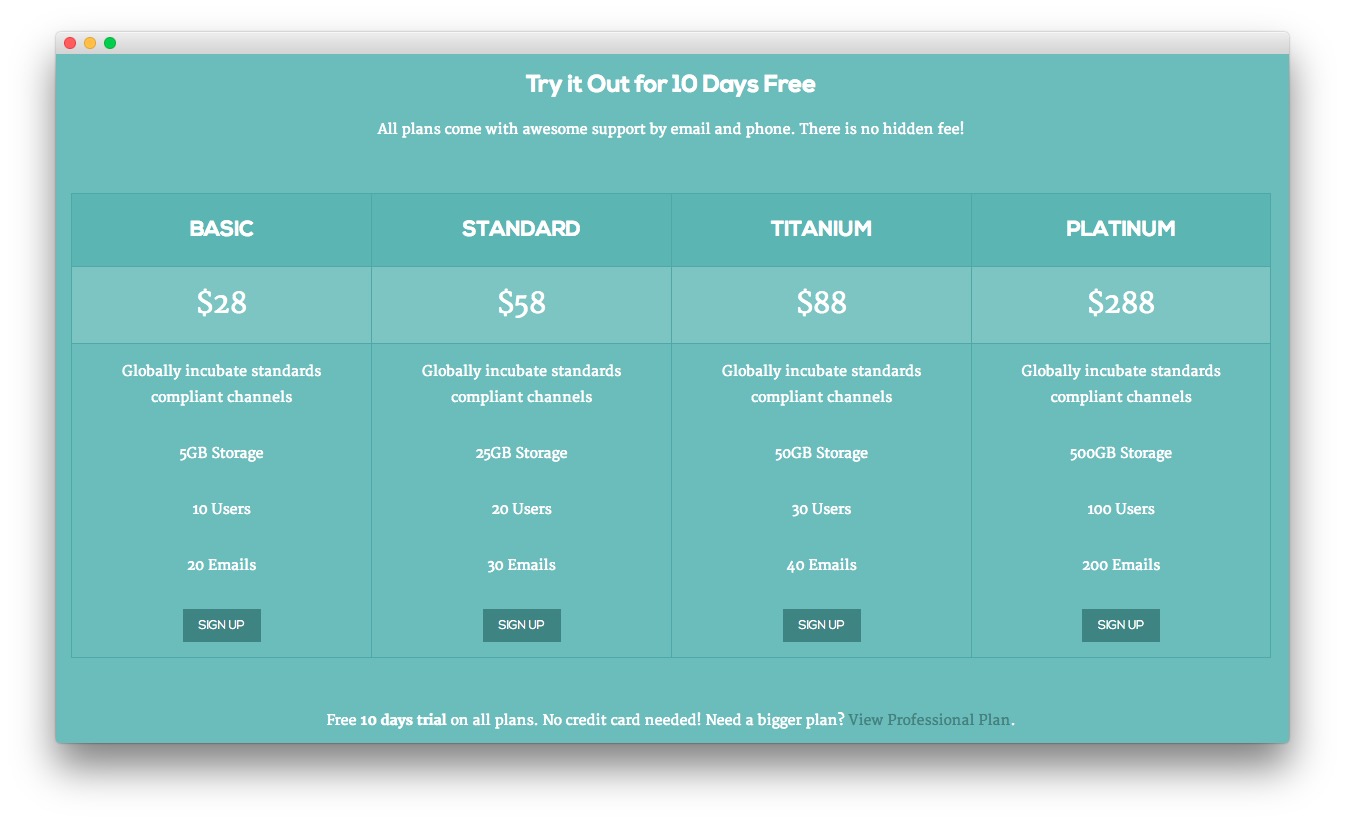 Try it Out for 10 Days Free
All plans come with awesome support by email and phone. There is no hidden fee!
BASIC
$28
Globally incubate standards
compliant channels
5GB Storage
10 Users
20 Emails
SIGN UP
STANDARD
$58
Globally incubate standards
compliant channels
25GB Storage
20 Users
30 Emails
SIGN UP
TITANIUM
$88
Globally incubate standards
compliant channels
50GB Storage
30 Users
40 Emails
SIGN UP
PLATINUM
$288
Globally incubate standards
compliant channels
500GB Storage
100 Users
200 Emails
SIGN UP
Free 10 days trial on all plans. No credit card needed! Need a bigger plan? View Professional Plan.